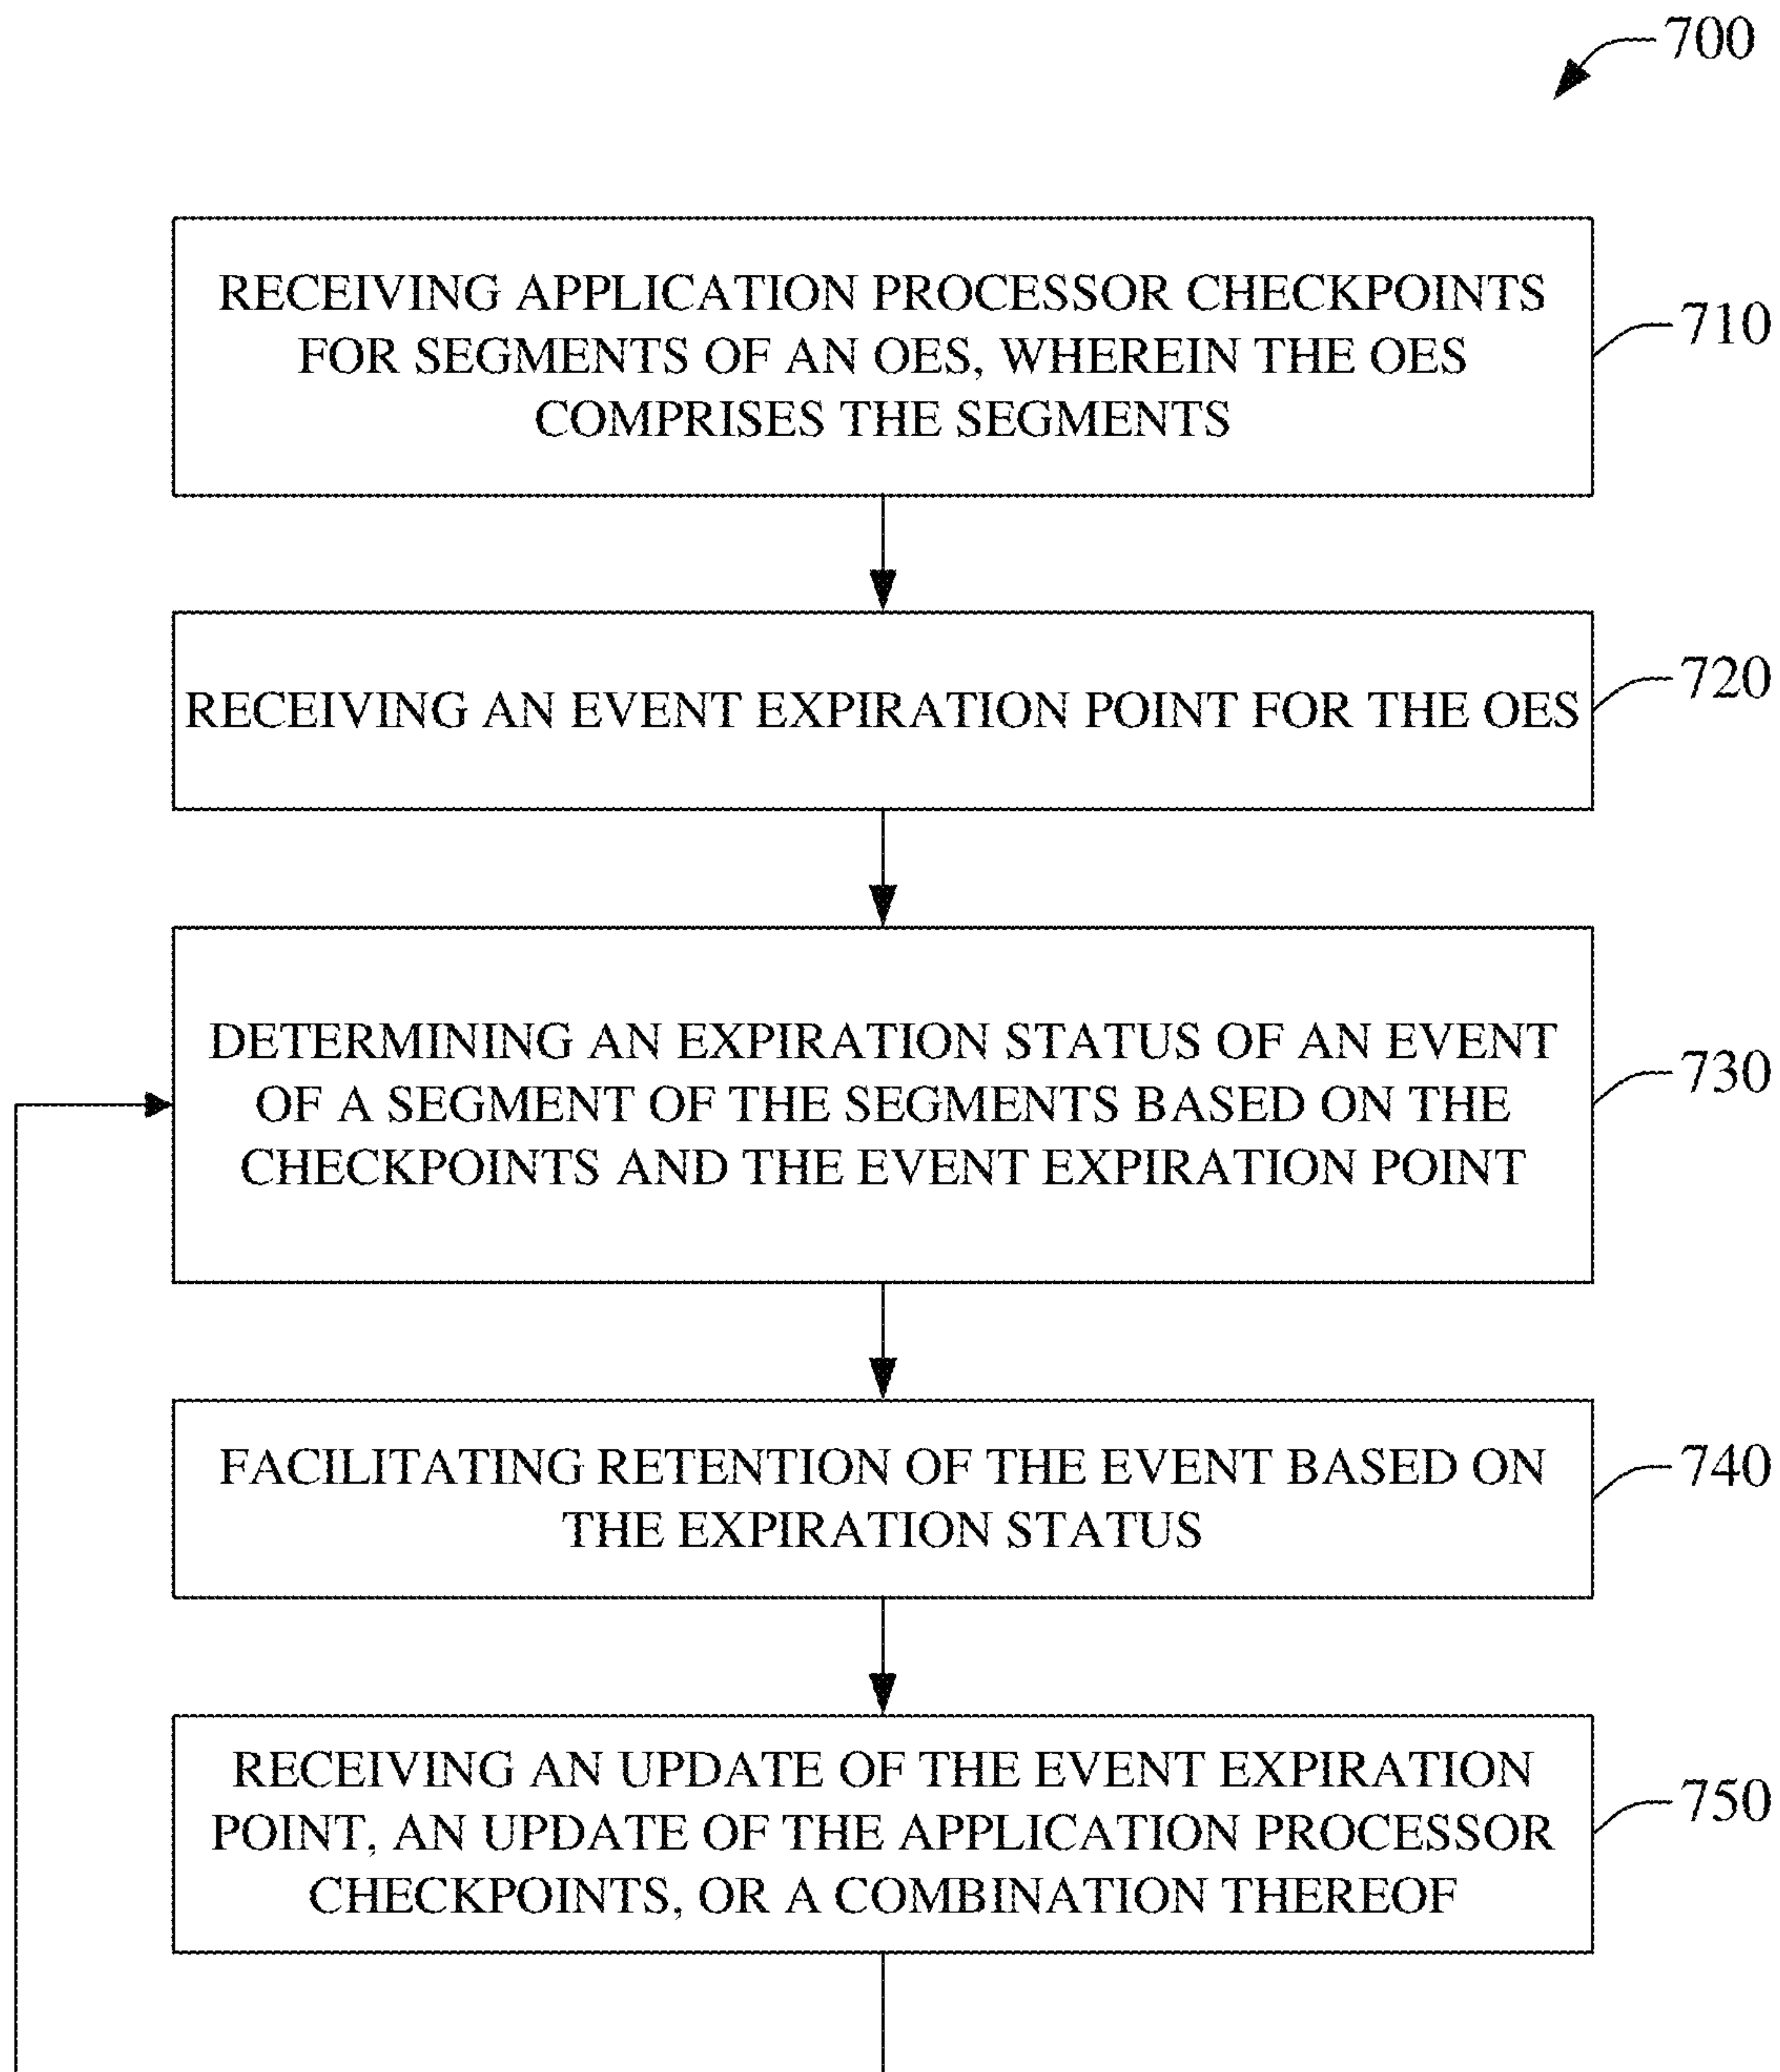 700
RECEIVING APPLICATION PROCESSOR CHECKPOINTS
FOR SEGMENTS OF AN OES, WHEREIN THE OES
COMPRISES THE SEGMENTS
710
RECEIVING AN EVENT EXPIRATION POINT FOR THE OES
720
DETERMINING AN EXPIRATION STATUS OF AN EVENT
OF A SEGMENT OF THE SEGMENTS BASED ON THE
CHECKPOINTS AND THE EVENT EXPIRATION POINT
730
FACILITATING RETENTION OF THE EVENT BASED ON
THE EXPIRATION STATUS
740
RECEIVING AN UPDATE OF THE EVENT EXPIRATION
POINT, AN UPDATE OF THE APPLICATION PROCESSOR
CHECKPOINTS, OR A COMBINATION THEREOF
750